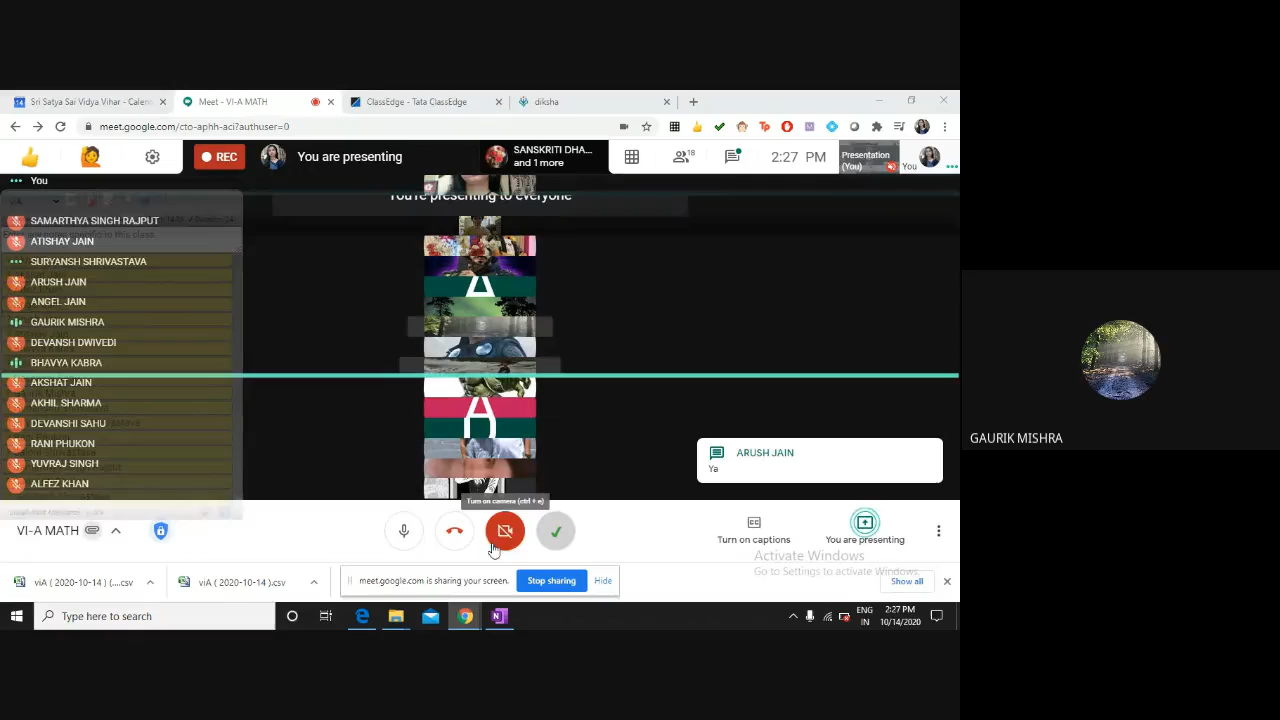 Sri Satya Sai Vidya Vihar - Calen
Meet - VI-A MATH
ClassEdge - Tata ClassEdge
diksha
meet.google.com/cto-aphh-aci?authuser=0
REC
You are presenting
SANSKRITI DHA...
and 1 more
18
2:27 PM
Presentation
(You)
You
You
You're presenting to everyone
SAMARTHYA SINGH RAJPUT
ATISHAY JAIN
SURYANSH SHRIVASTAVA
ARUSH JAIN
ANGEL JAIN
GAURIK MISHRA
DEVANSH DWIVEDI
BHAVYA KABRA
AKSHAT JAIN
AKHIL SHARMA
DEVANSHI SAHU
RANI PHUKON
YUVRAJ SINGH
ALFEZ KHAN
A
A
ARUSH JAIN
Ya
GAURIK MISHRA
Turn on camera (ctrl + e)
VI-A MATH
Turn on captions
You are presenting
Activate Windows
Go to Settings to activate Windows.
viA ( 2020-10-14 )(....csv
viA ( 2020-10-14 ).csv
meet.google.com is sharing your screen.
Stop sharing
Hide
Show all
Type here to search
ENG
IN
2:27 PM
10/14/2020